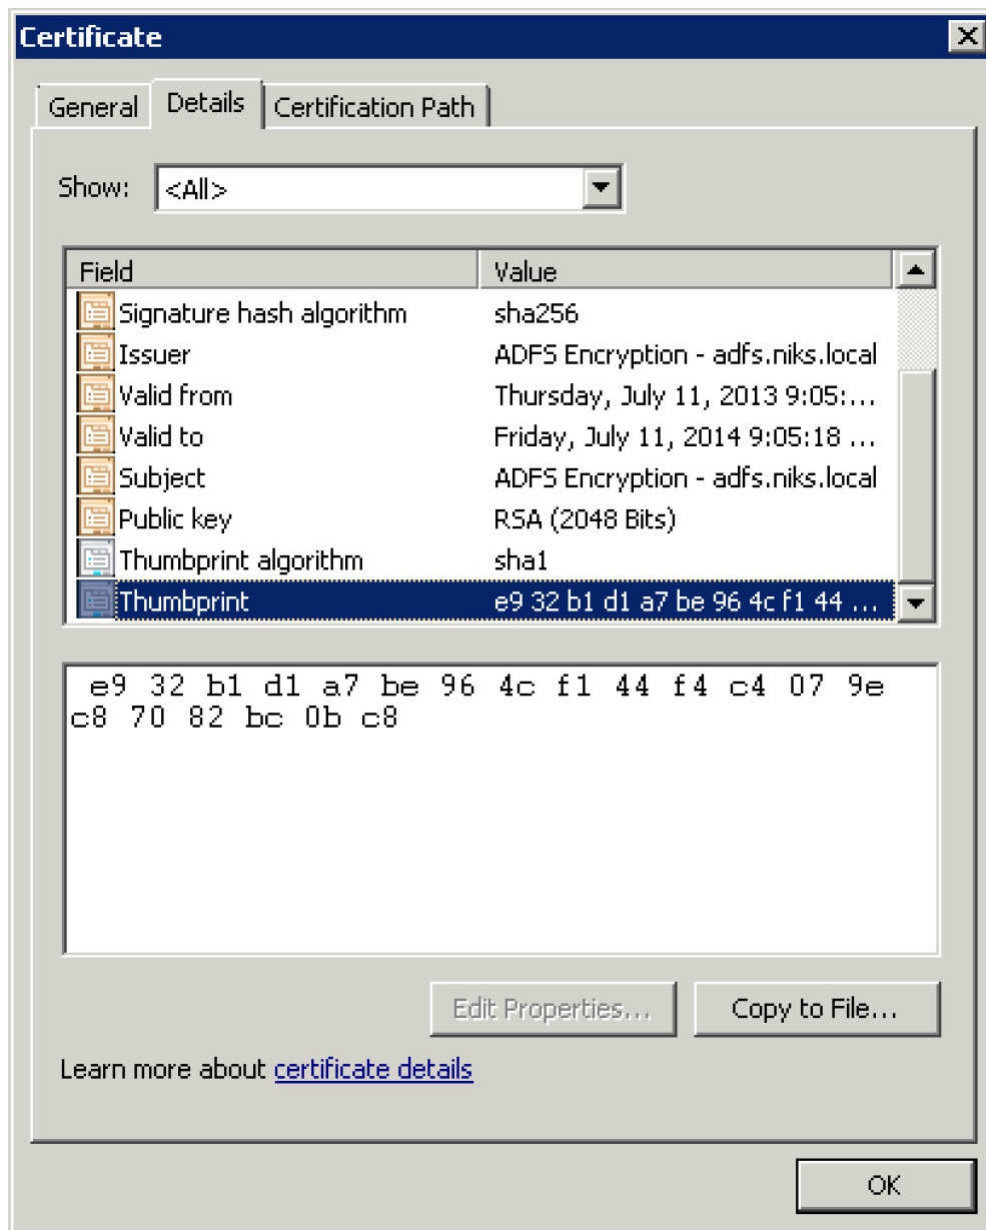 Certificate
General Details Certification Path
Show: <All>
Field Value
Signature hash algorithm sha256
Issuer ADFS Encryption - adfs.niks.local
Valid from Thursday, July 11, 2013 9:05:...
Valid to Friday, July 11, 2014 9:05:18 ...
Subject ADFS Encryption - adfs.niks.local
Public key RSA (2048 Bits)
Thumbprint algorithm sha1
Thumbprint e9 32 b1 d1 a7 be 96 4c f1 44 ...
e9 32 b1 d1 a7 be 96 4c f1 44 f4 c4 07 9e
c8 70 82 bc 0b c8
Edit Properties... Copy to File...
Learn more about certificate details
OK